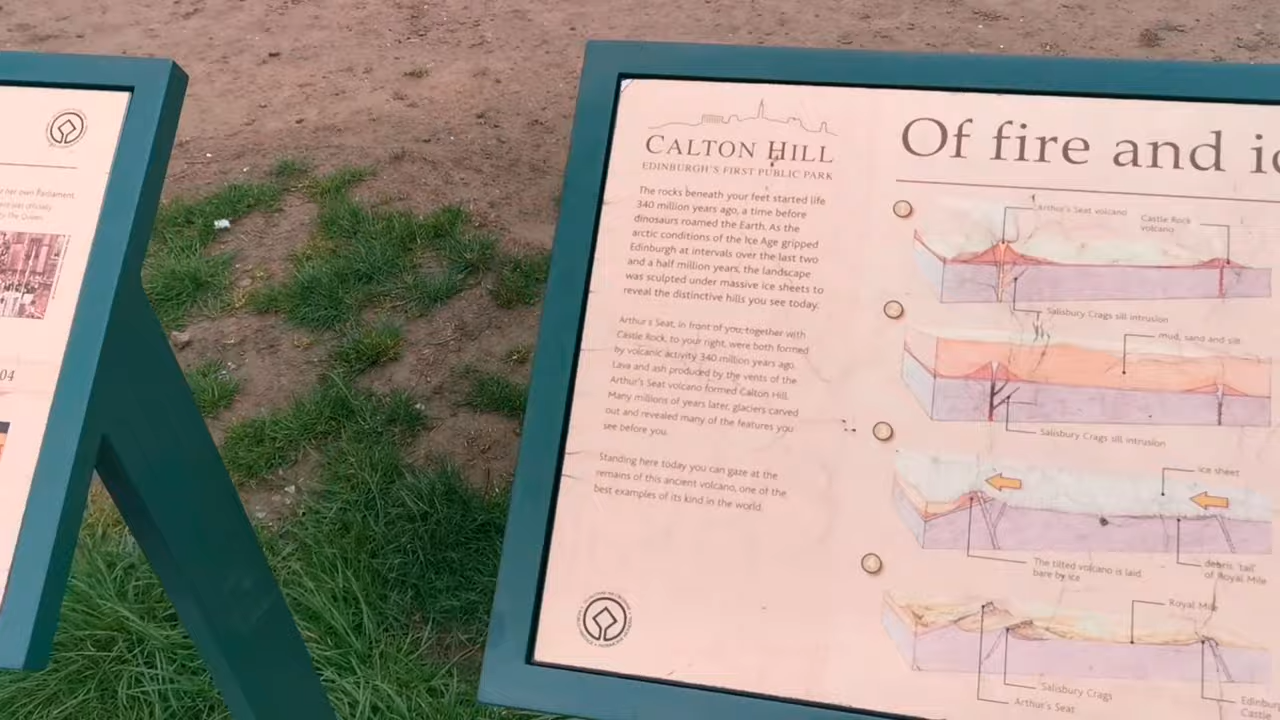 her own Parliament
was officially
by The Queen.
04
CALTON HILL
EDINBURGH'S FIRST PUBLIC PARK
The rocks beneath your feet started life
340 million years ago, a time before
dinosaurs roamed the Earth. As the
arctic conditions of the Ice Age gripped
Edinburgh at intervals over the last two
and a half million years, the landscape
was sculpted under massive ice sheets to
reveal the distinctive hills you see today.
Arthur's Seat, in front of you, together with
Castle Rock, to your right, were both formed
by volcanic activity 340 million years ago.
Lava and ash produced by the vents of the
Arthur's Seat volcano formed Calton Hill.
Many millions of years later, glaciers carved
out and revealed many of the features you
see before you.
Standing here today you can gaze at the
remains of this ancient volcano, one of the
best examples of its kind in the world.
Of fire and ic
1
Arthur's Seat volcano
Castle Rock
volcano
Salisbury Crags sill intrusion
2
mud, sand and silt
Salisbury Crags sill intrusion
3
ice sheet
The tilted volcano is laid
bare by ice
debris 'tail'
of Royal Mile
4
Royal Mile
Salisbury Crags
Arthur's Seat
Edinbur
Castle